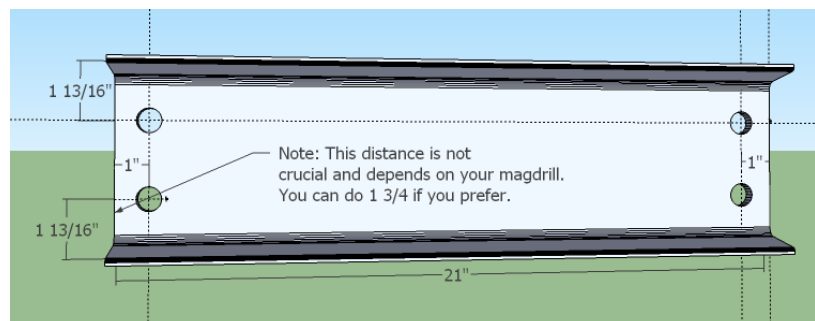 1 13/16"
Note: This distance is not
crucial and depends on your magdrill.
You can do 1 3/4 if you prefer.
1"
1"
1 13/16"
21"